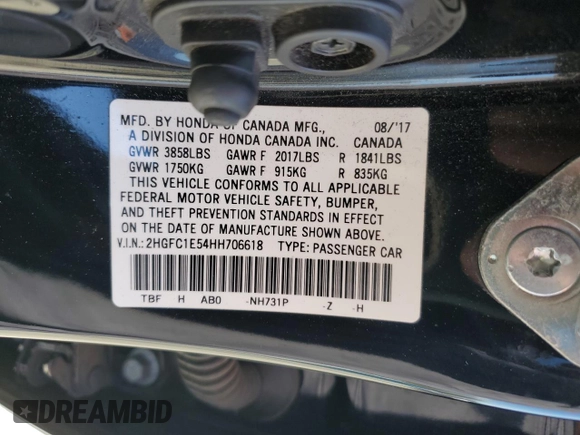 MFD. BY HONDA OF CANADA MFG., 08/'17
A DIVISION OF HONDA CANADA INC. CANADA
GVWR 3858LBS GAWR F 2017LBS R 1841LBS
GVWR 1750KG GAWR F 915KG R 835KG
THIS VEHICLE CONFORMS TO ALL APPLICABLE
FEDERAL MOTOR VEHICLE SAFETY, BUMPER,
AND THEFT PREVENTION STANDARDS IN EFFECT
ON THE DATE OF MANUFACTURE SHOWN ABOVE.
V.I.N.: 2HGFC1E54HH706618 TYPE: PASSENGER CAR
TBF H AB0 -NH731P -Z -H
DREAMBID